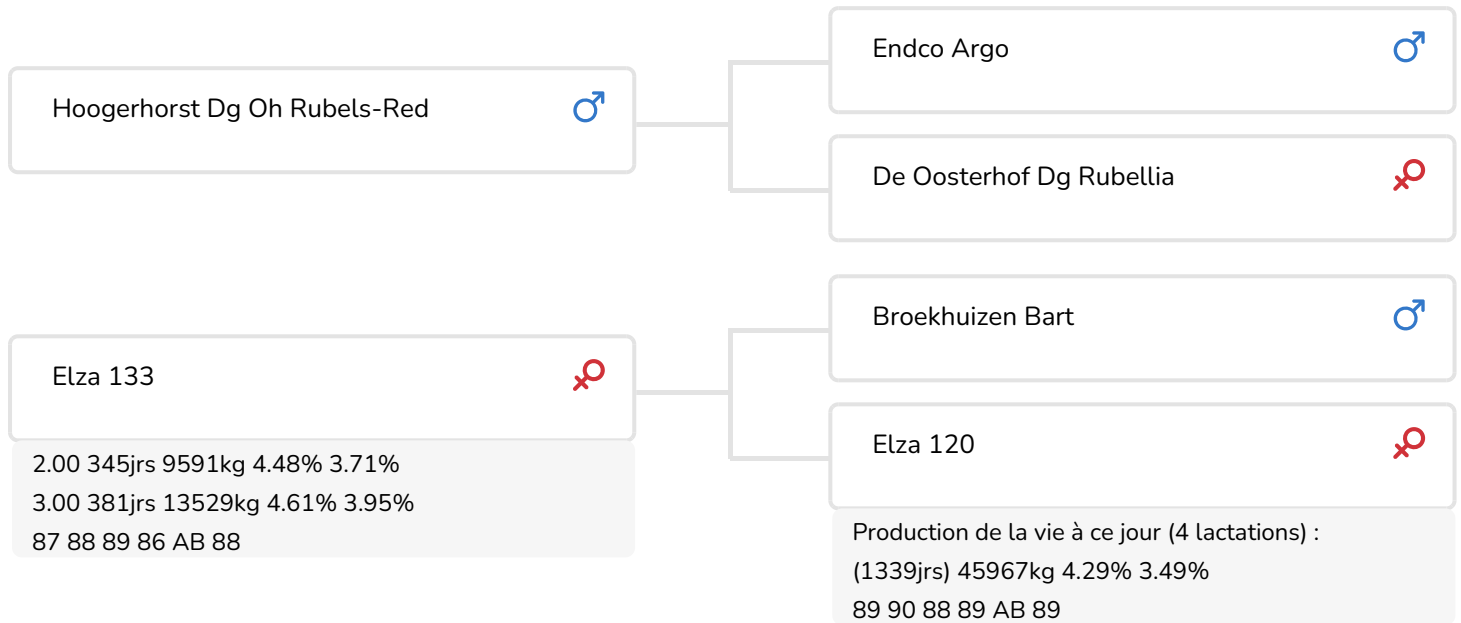 Endco Argo
Hoogerhorst Dg Oh Rubels-Red
De Oosterhof Dg Rubellia
Broekhuizen Bart
Elza 133
2.00 345jrs 9591kg 4.48% 3.71%
3.00 381jrs 13529kg 4.61% 3.95%
87 88 89 86 AB 88
Elza 120
Production de la vie à ce jour (4 lactations) :
(1339jrs) 45967kg 4.29% 3.49%
89 90 88 89 AB 89